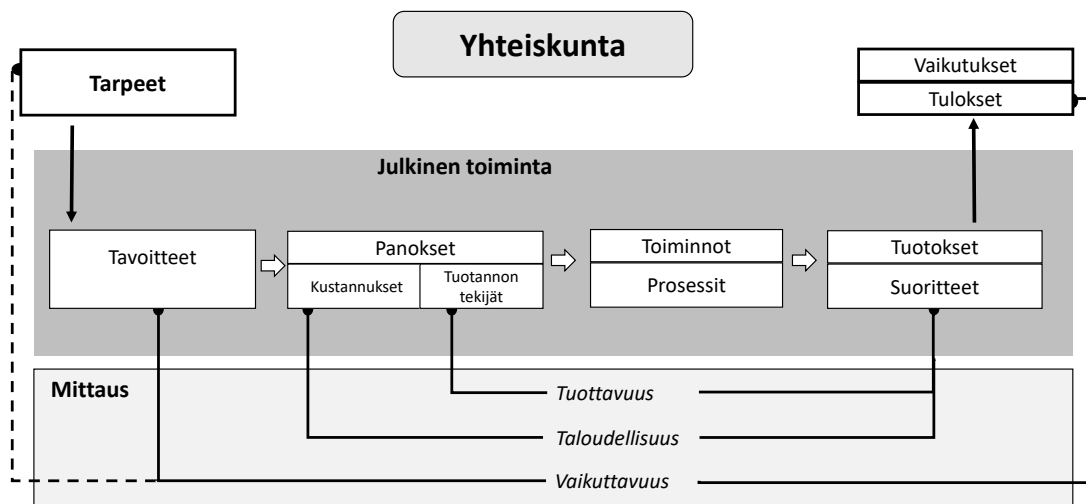 Yhteiskunta
Tarpeet
Vaikutukset
Tulokset
Julkinen toiminta
Tavoitteet
Panokset
Kustannukset
Tuotannon
tekijät
Toiminnot
Prosessit
Tuotokset
Suoritteet
Mittaus
Tuottavuus
Taloudellisuus
Vaikuttavuus